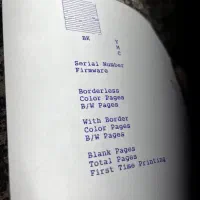 BK
Y
M
C
Serial Number
Firmware
Borderless
Color Pages
B/W Pages
With Border
Color Pages
B/W Pages
Blank Pages
Total Pages
First Time Printing